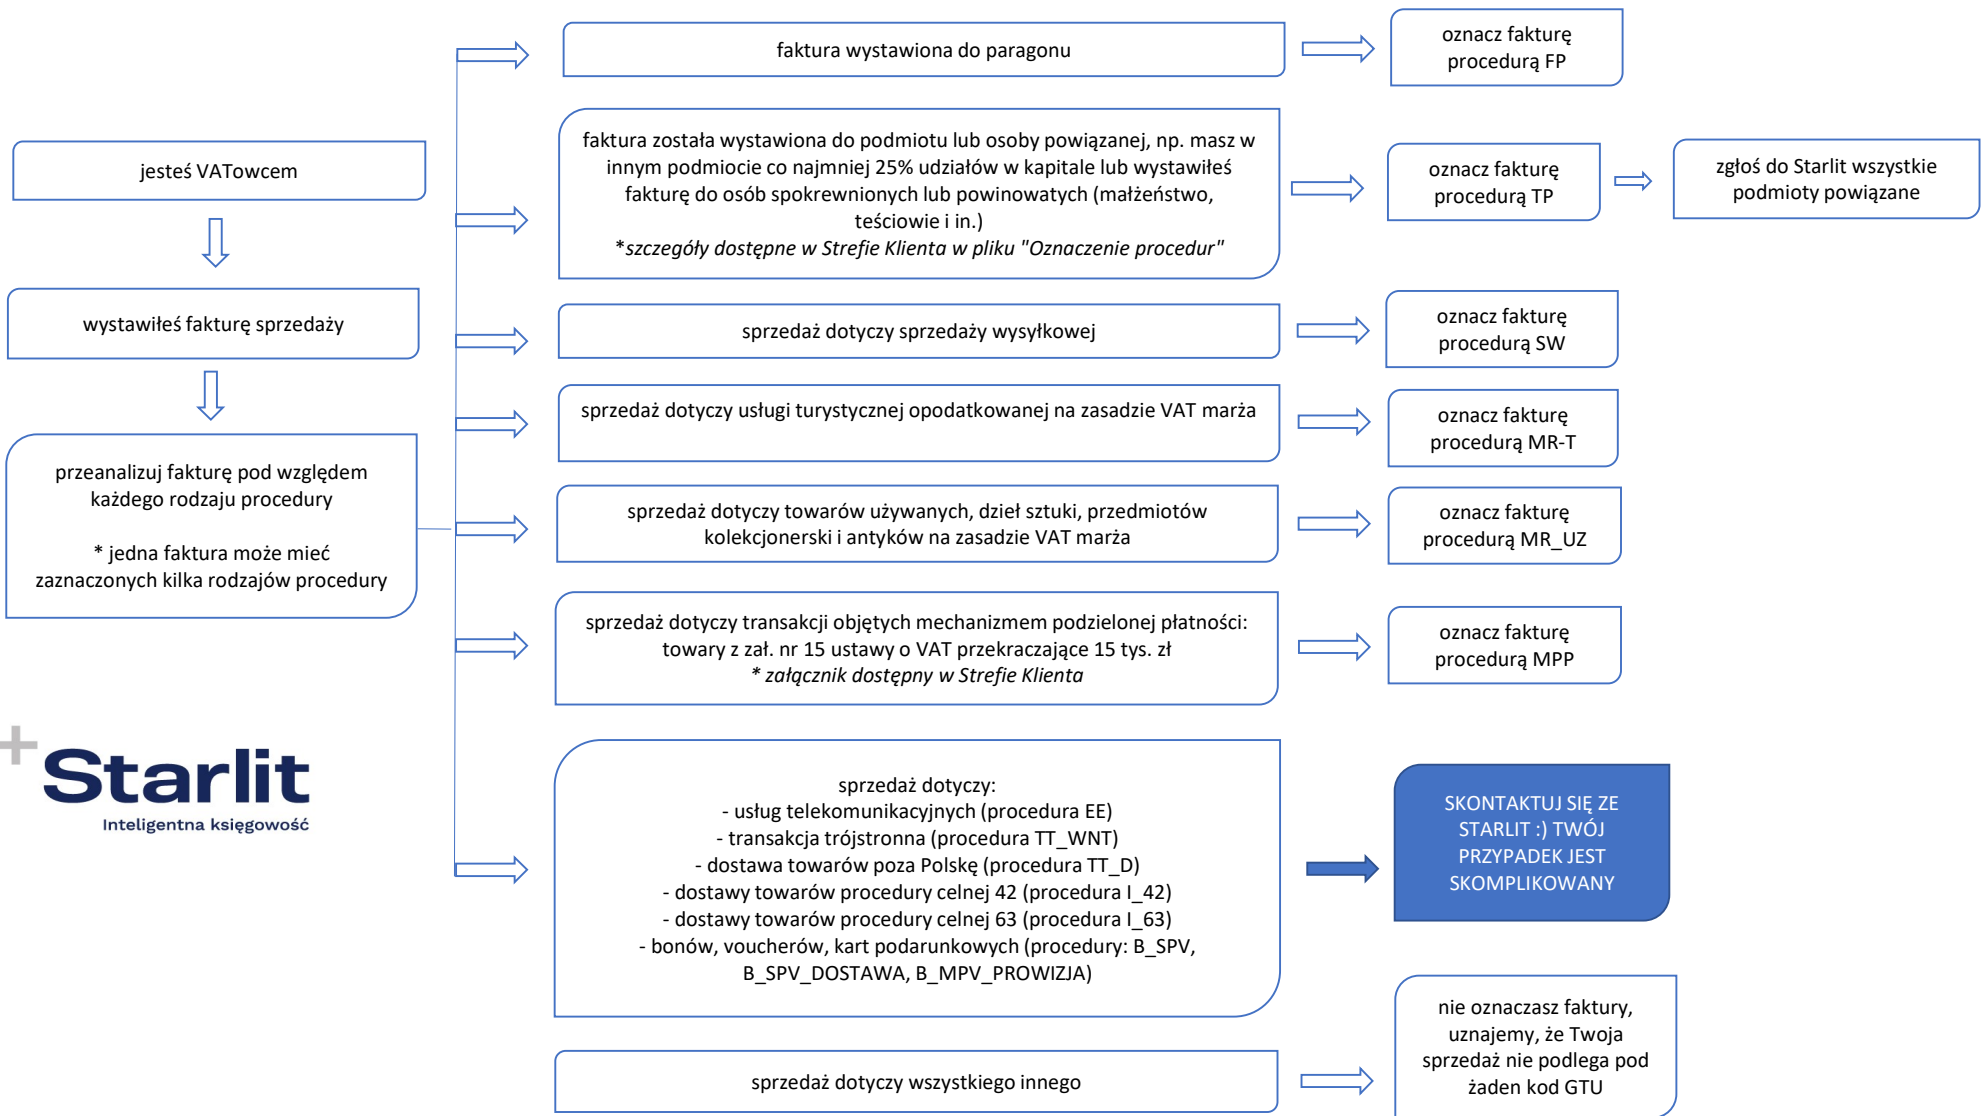 jesteś VATowcem
wystawiłeś fakturę sprzedaży
przeanalizuj fakturę pod względem
każdego rodzaju procedury
* jedna faktura może mieć
zaznaczonych kilka rodzajów procedury
faktura wystawiona do paragonu
oznacz fakturę
procedurą FP
faktura została wystawiona do podmiotu lub osoby powiązanej, np. masz w
innym podmiocie co najmniej 25% udziałów w kapitale lub wystawiłeś
fakturę do osób spokrewnionych lub powinowatych (małżeństwo,
teściowie i in.)
*szczegóły dostępne w Strefie Klienta w pliku "Oznaczenie procedur"
oznacz fakturę
procedurą TP
zgłoś do Starlit wszystkie
podmioty powiązane
sprzedaż dotyczy sprzedaży wysyłkowej
oznacz fakturę
procedurą SW
sprzedaż dotyczy usługi turystycznej opodatkowanej na zasadzie VAT marża
oznacz fakturę
procedurą MR-T
sprzedaż dotyczy towarów używanych, dzieł sztuki, przedmiotów
kolekcjonerski i antyków na zasadzie VAT marża
oznacz fakturę
procedurą MR_UZ
sprzedaż dotyczy transakcji objętych mechanizmem podzielonej płatności:
towary z zał. nr 15 ustawy o VAT przekraczające 15 tys. zł
* załącznik dostępny w Strefie Klienta
oznacz fakturę
procedurą MPP
sprzedaż dotyczy:
- usług telekomunikacyjnych (procedura EE)
- transakcja trójstronna (procedura TT_WNT)
- dostawa towarów poza Polskę (procedura TT_D)
- dostawy towarów procedury celnej 42 (procedura I_42)
- dostawy towarów procedury celnej 63 (procedura I_63)
- bonów, voucherów, kart podarunkowych (procedury: B_SPV,
B_SPV_DOSTAWA, B_MPV_PROWIZJA)
SKONTAKTUJ SIĘ ZE
STARLIT :) TWÓJ
PRZYPADEK JEST
SKOMPLIKOWANY
sprzedaż dotyczy wszystkiego innego
nie oznaczasz faktury,
uznajemy, że Twoja
sprzedaż nie podlega pod
żaden kod GTU
+Starlit
Inteligentna księgowość